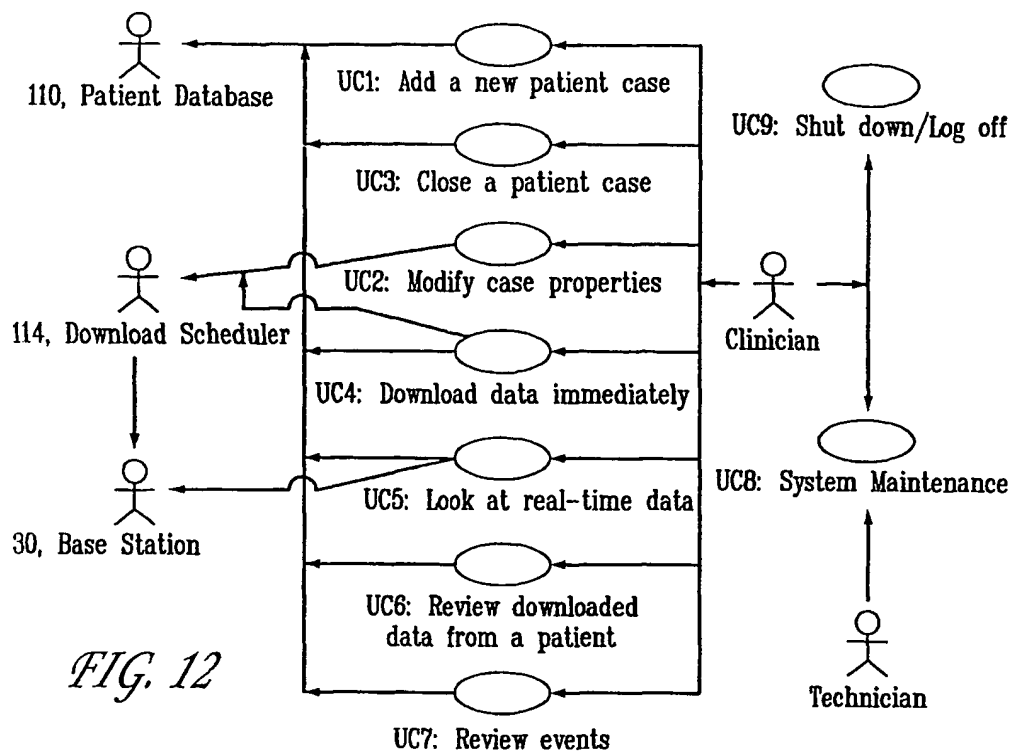 110, Patient Database
UC1: Add a new patient case
UC9: Shut down/Log off
UC3: Close a patient case
UC2: Modify case properties
114, Download Scheduler
Clinician
UC4: Download data immediately
UC8: System Maintenance
UC5: Look at real-time data
30, Base Station
UC6: Review downloaded
data from a patient
FIG. 12
Technician
UC7: Review events